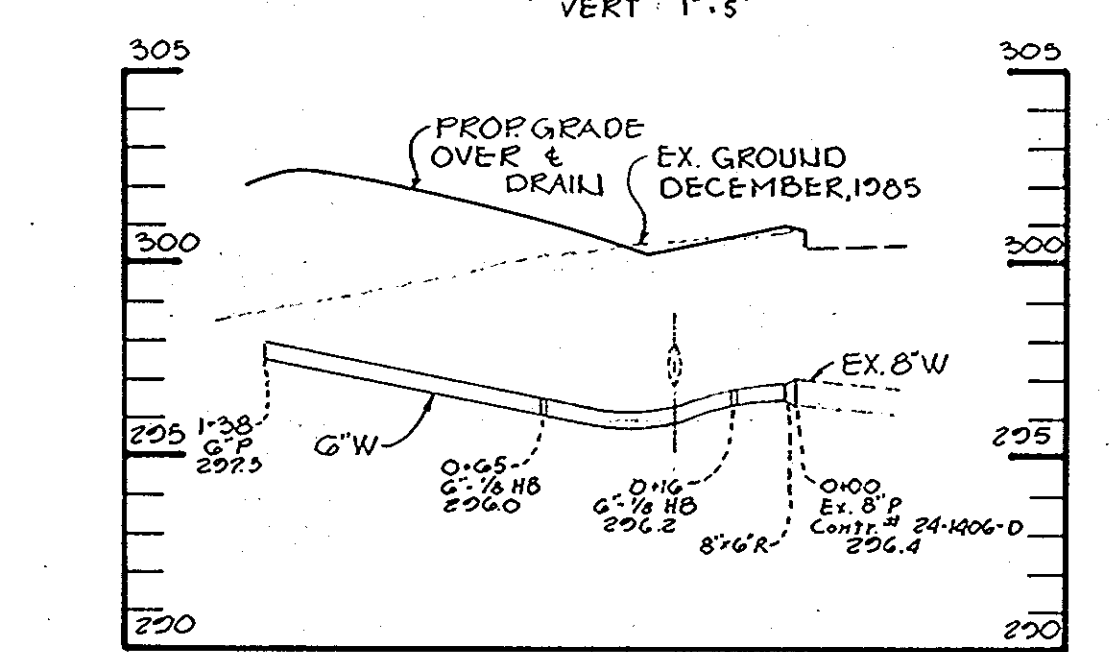 VERT : 1" = 5'
305
305
PROP. GRADE
OVER ℄
DRAIN
EX. GROUND
DECEMBER, 1985
300
300
EX. 8"W
295
295
1+38
6"P
297.5
6"W
0+65
6"-1/8 HB
296.0
0+16
6"-1/8 HB
296.2
8"x6"R
0+00
Ex. 8"P
Contr. # 24-1406-D
296.4
290
290